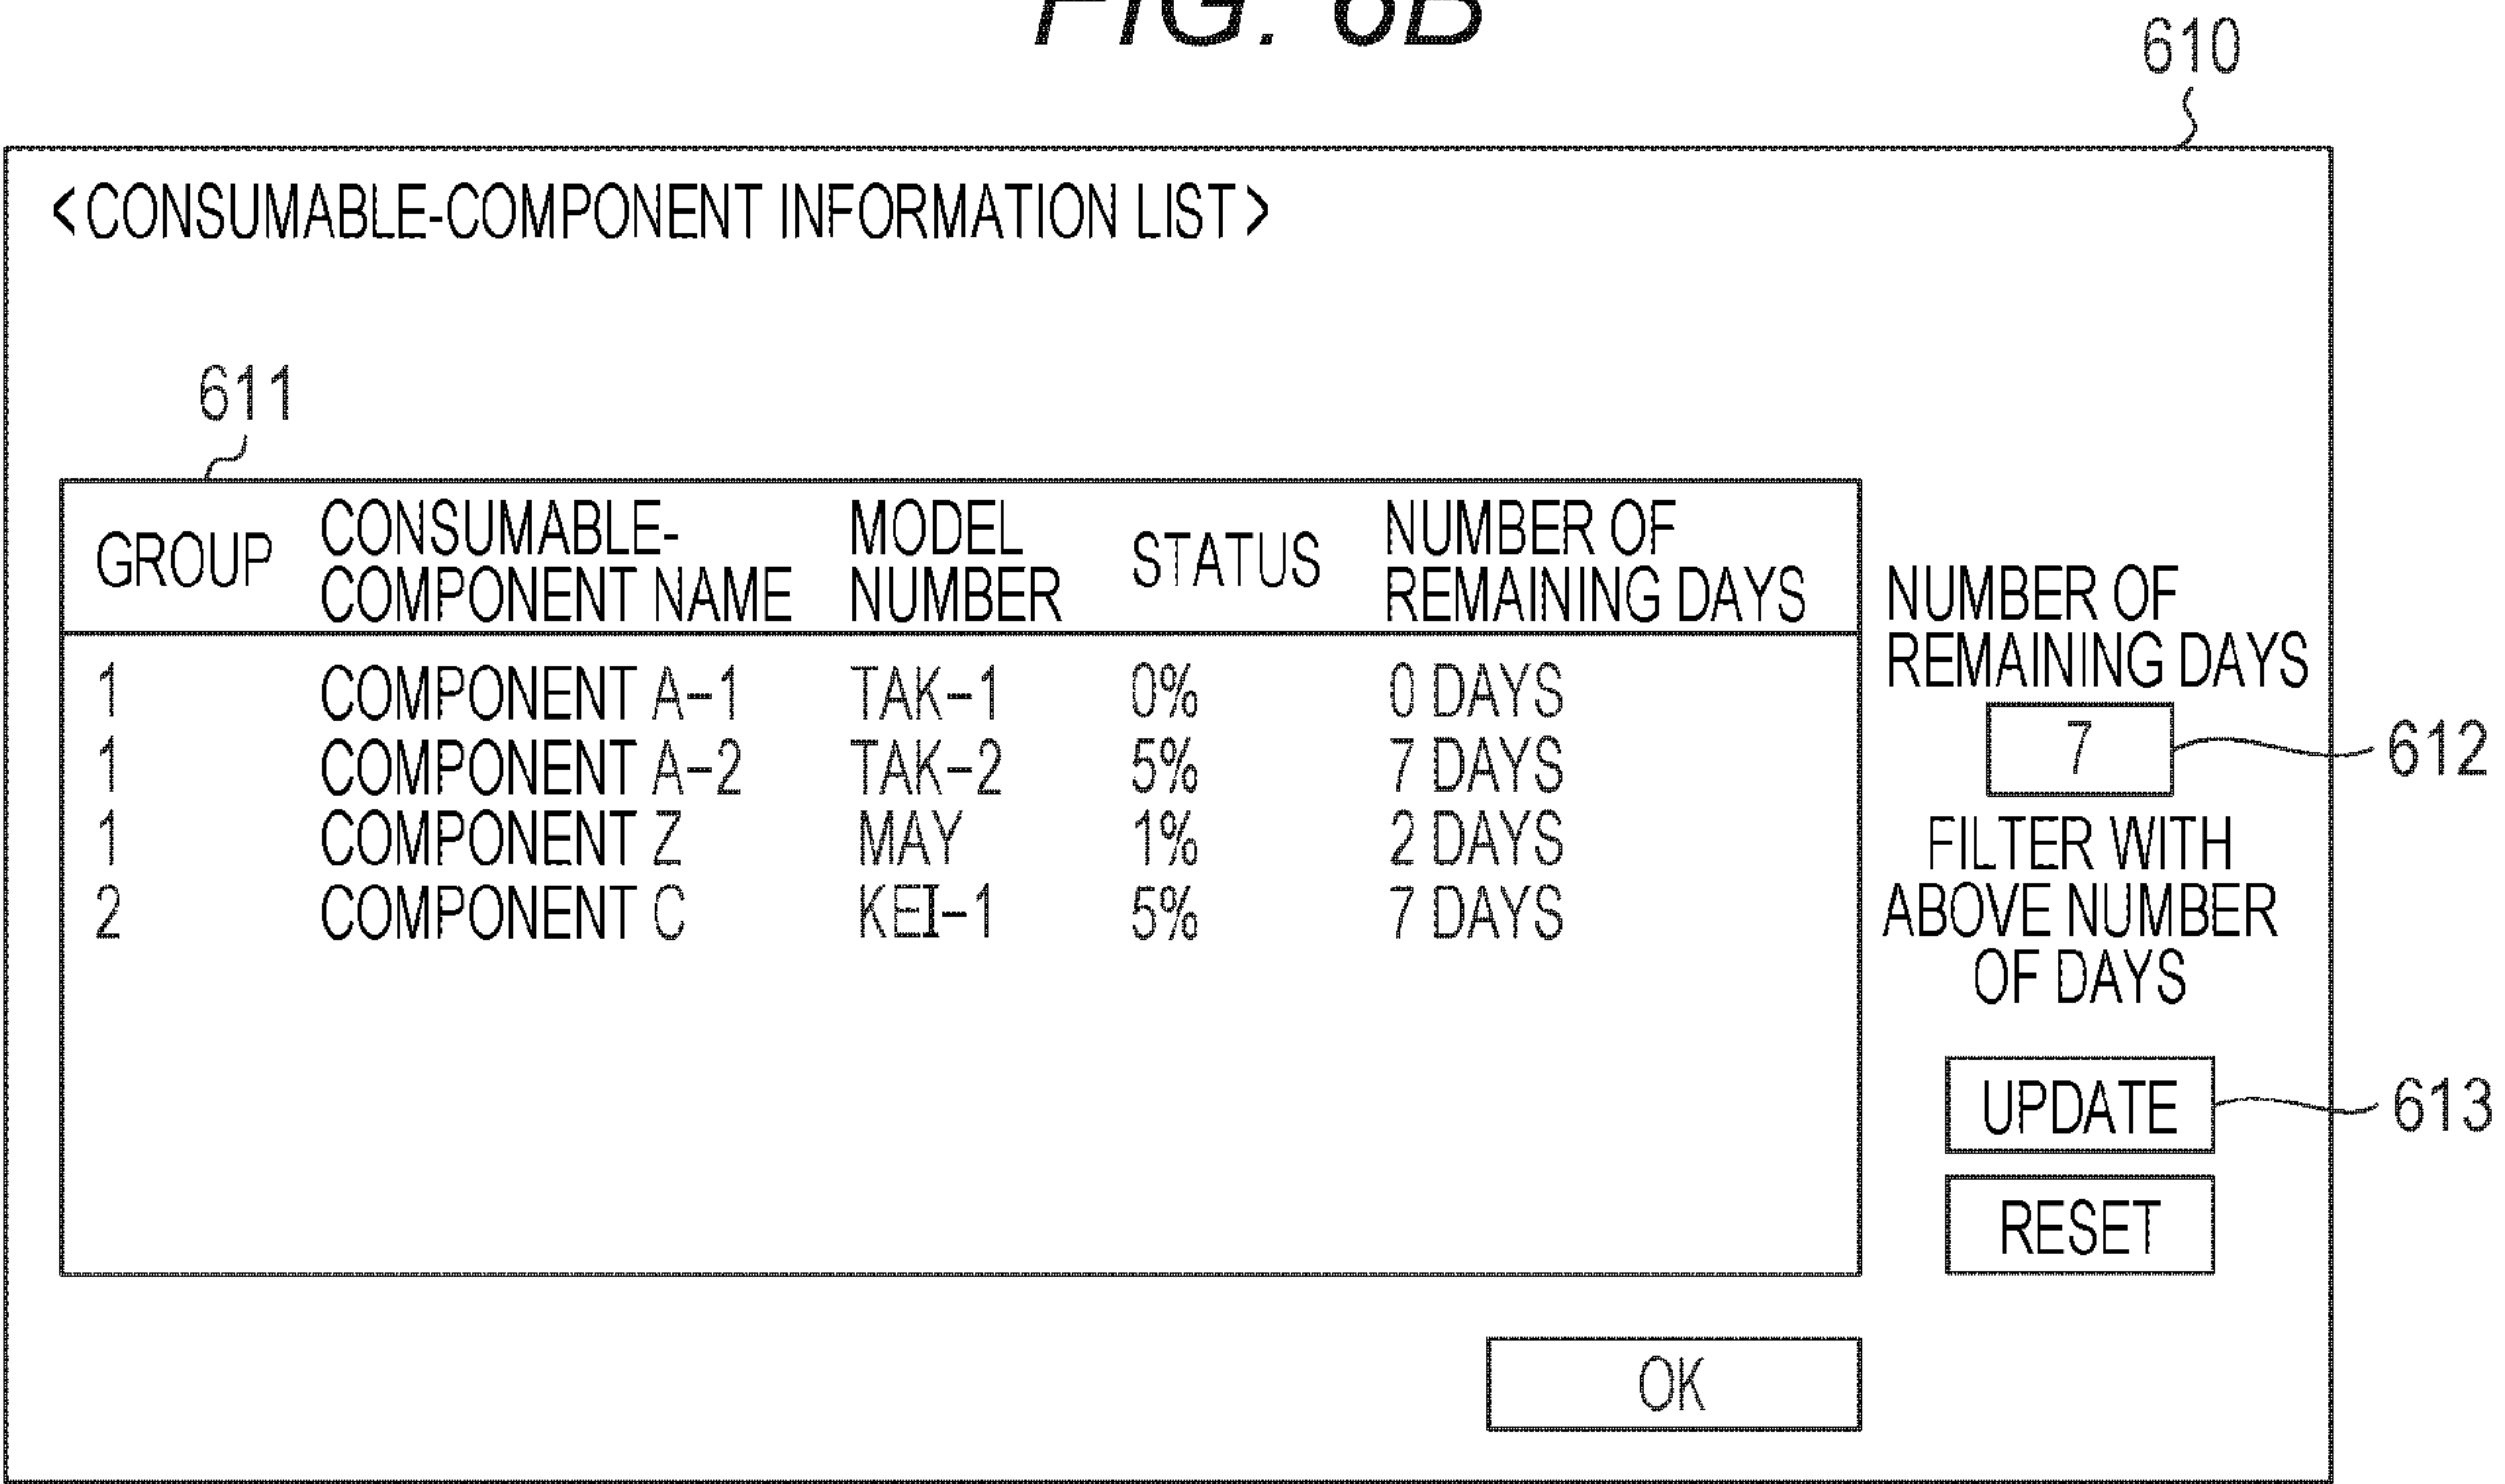 FIG. 6B
610
<CONSUMABLE-COMPONENT INFORMATION LIST>
611
GROUP CONSUMABLE-COMPONENT NAME MODEL NUMBER STATUS NUMBER OF REMAINING DAYS
1 COMPONENT A-1 TAK-1 0% 0 DAYS
1 COMPONENT A-2 TAK-2 5% 7 DAYS
1 COMPONENT Z MAY 1% 2 DAYS
2 COMPONENT C KEI-1 5% 7 DAYS
NUMBER OF
REMAINING DAYS
7
612
FILTER WITH
ABOVE NUMBER
OF DAYS
UPDATE
613
RESET
OK